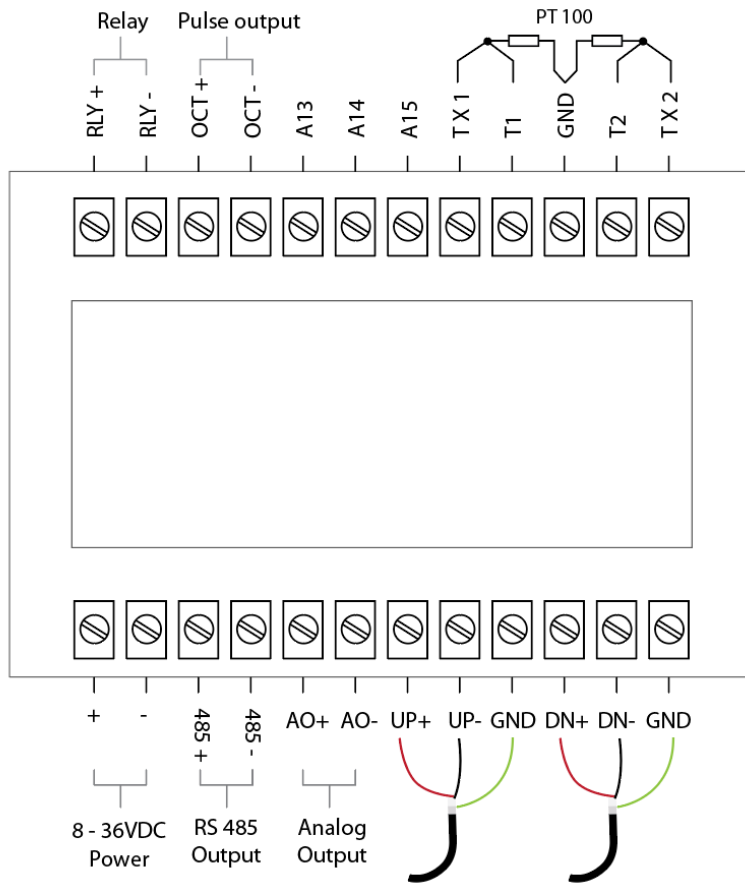 Relay
Pulse output
PT 100
RLY +
RLY -
OCT +
OCT -
A13
A14
A15
T X 1
T1
GND
T2
T X 2
+
-
485 +
485 -
AO+
AO-
UP+
UP-
GND
DN+
DN-
GND
8 - 36VDC
Power
RS 485
Output
Analog
Output